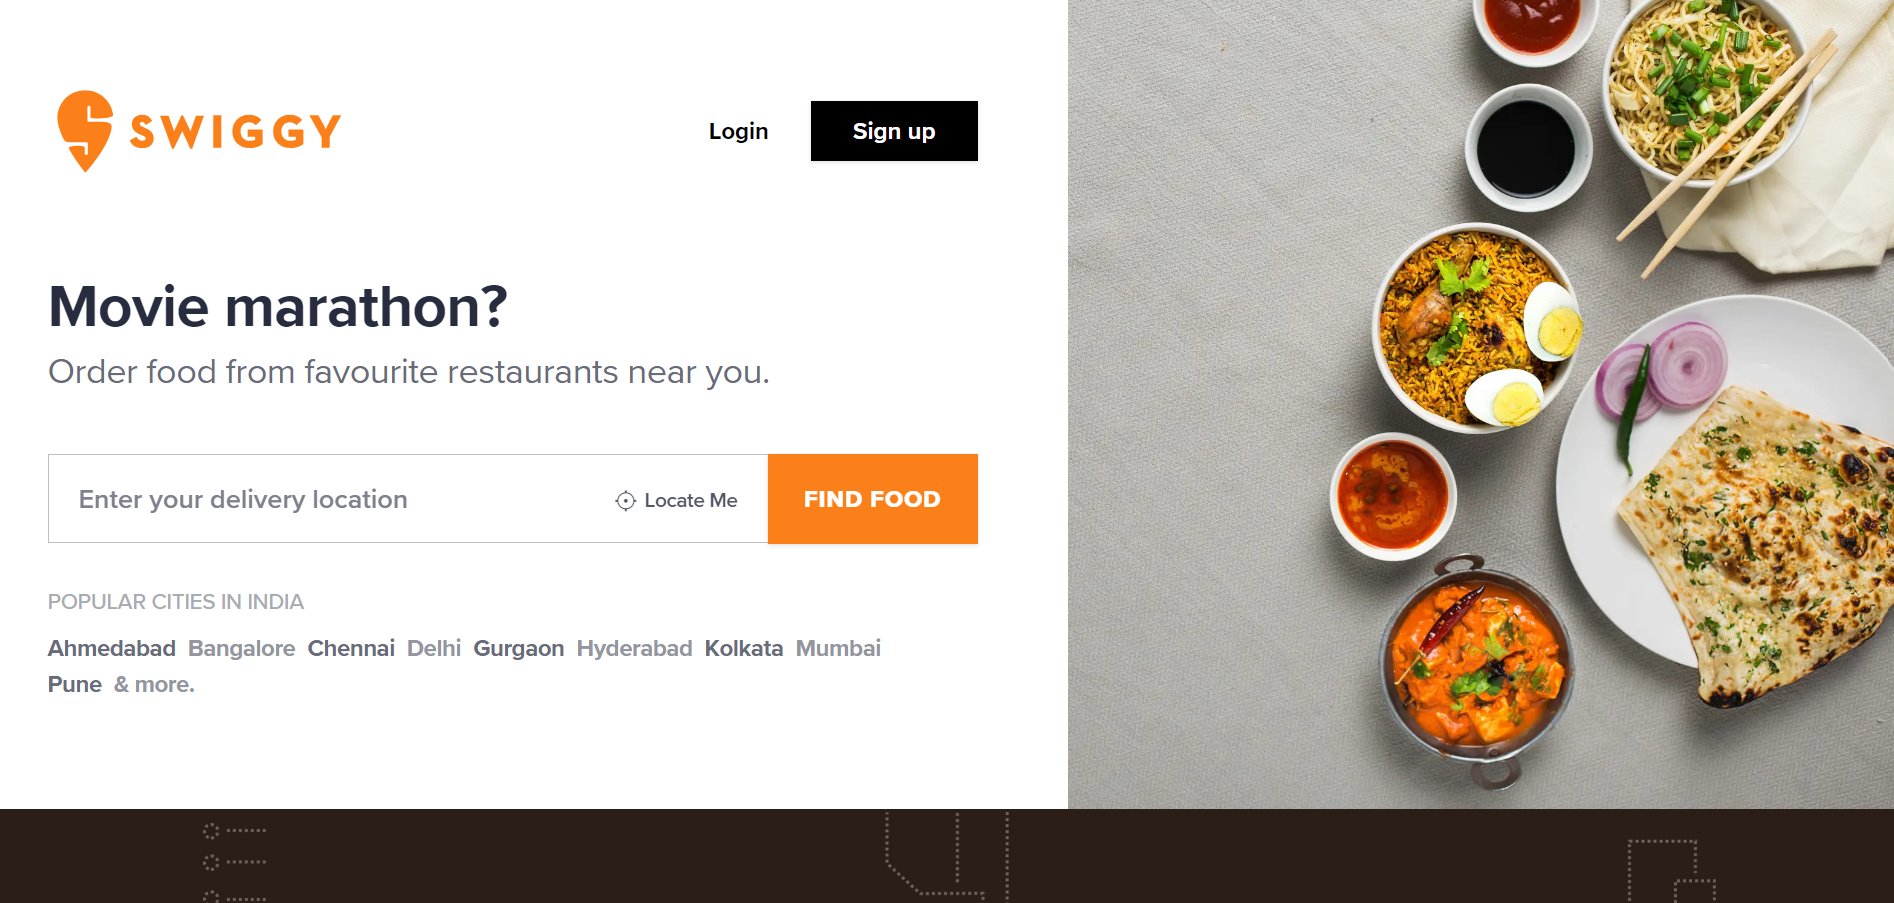 SWIGGY
Login
Sign up
Movie marathon?
Order food from favourite restaurants near you.
Enter your delivery location
Locate Me
FIND FOOD
POPULAR CITIES IN INDIA
Ahmedabad Bangalore Chennai Delhi Gurgaon Hyderabad Kolkata Mumbai
Pune & more.